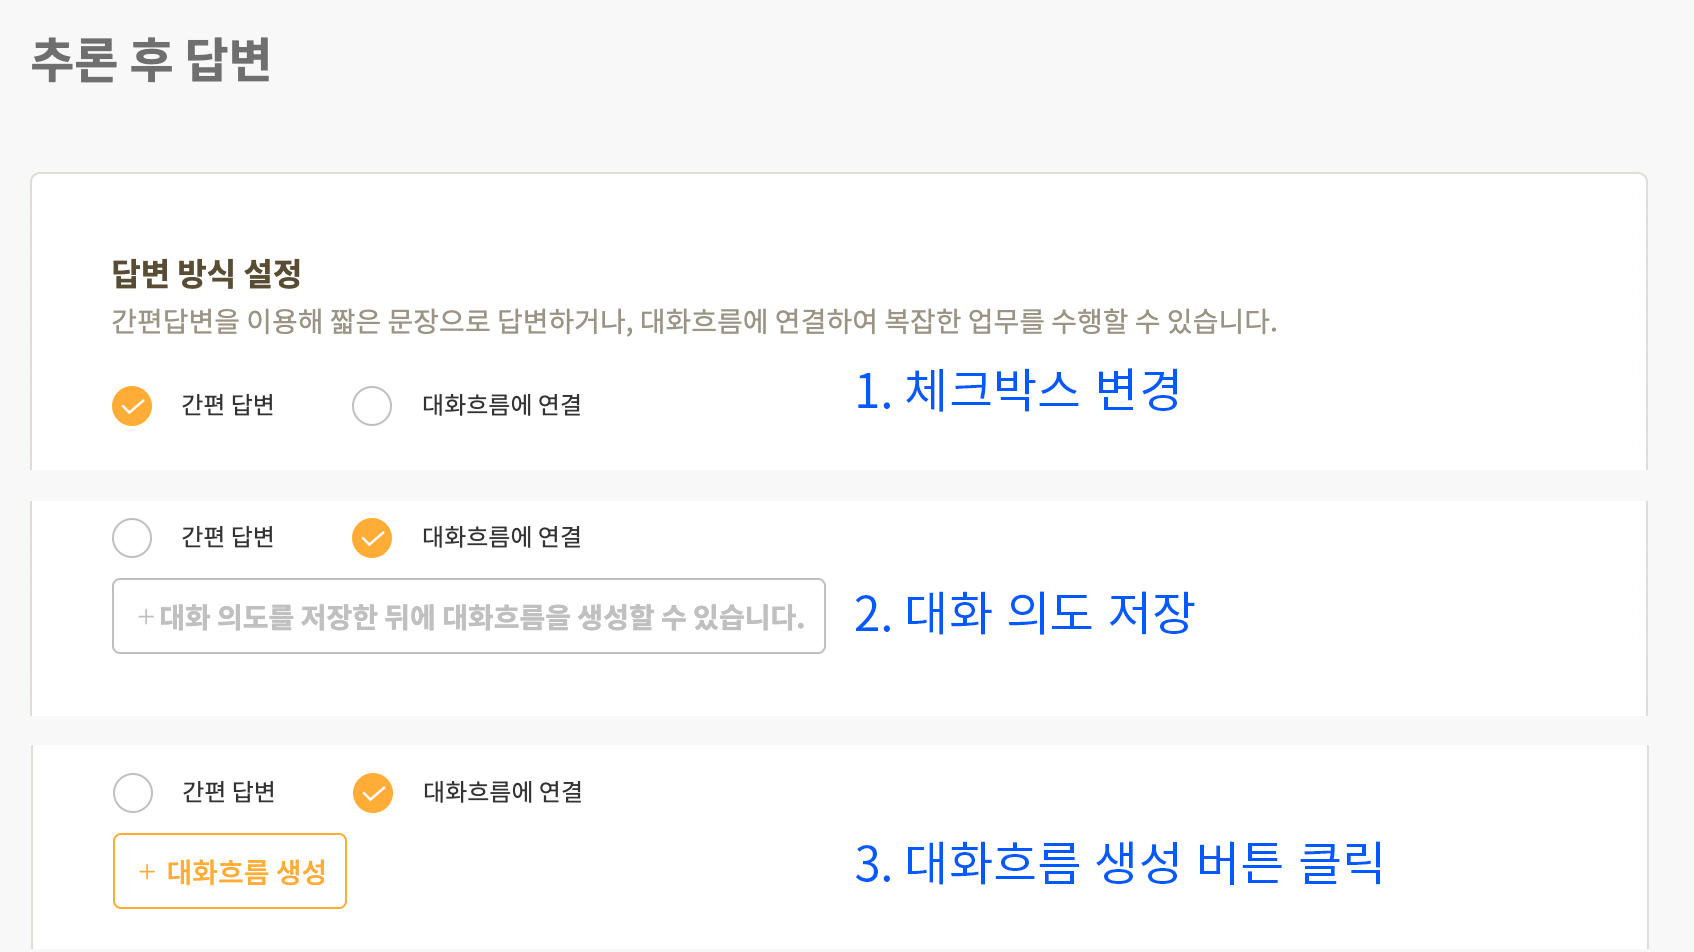 추론 후 답변
답변 방식 설정
간편답변을 이용해 짧은 문장으로 답변하거나, 대화흐름에 연결하여 복잡한 업무를 수행할 수 있습니다.
1. 체크박스 변경
간편 답변 대화흐름에 연결
간편 답변 대화흐름에 연결
+ 대화 의도를 저장한 뒤에 대화흐름을 생성할 수 있습니다. 2. 대화 의도 저장
간편 답변 대화흐름에 연결
+ 대화흐름 생성 3. 대화흐름 생성 버튼 클릭